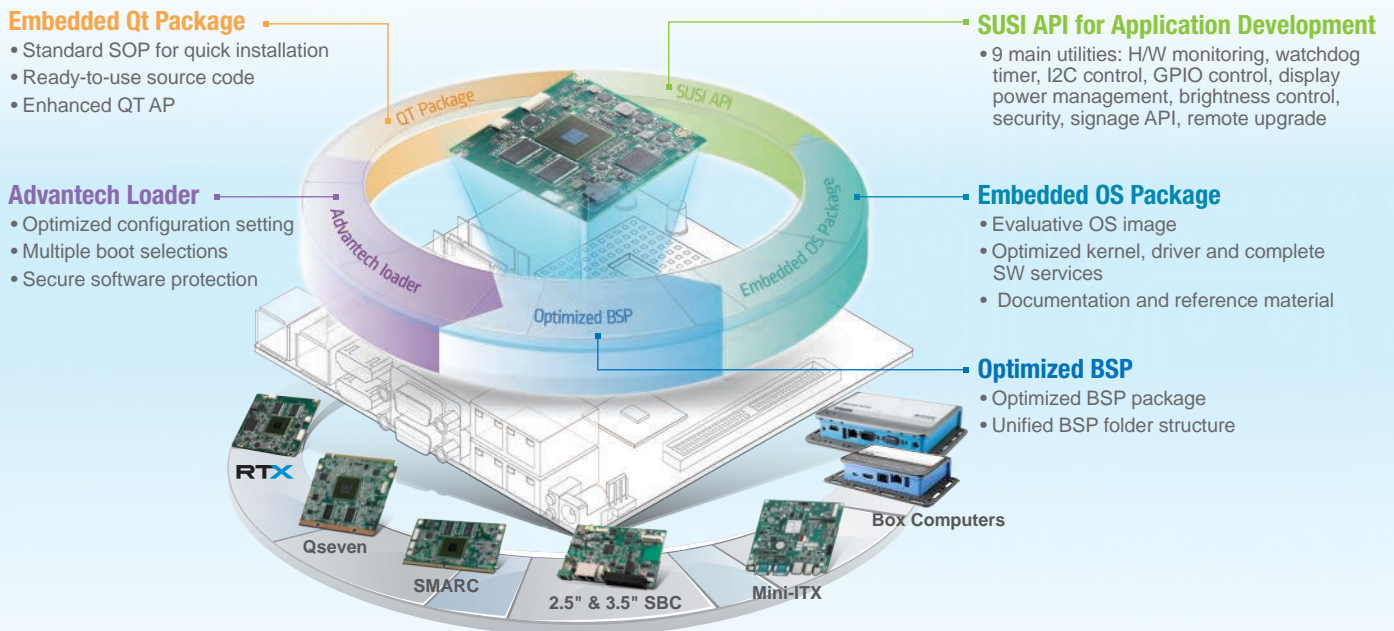 Embedded Qt Package
• Standard SOP for quick installation
• Ready-to-use source code
• Enhanced QT AP
Advantech Loader
• Optimized configuration setting
• Multiple boot selections
• Secure software protection
SUSI API for Application Development
• 9 main utilities: H/W monitoring, watchdog
timer, I2C control, GPIO control, display
power management, brightness control,
security, signage API, remote upgrade
Embedded OS Package
• Evaluative OS image
• Optimized kernel, driver and complete
SW services
• Documentation and reference material
Optimized BSP
• Optimized BSP package
• Unified BSP folder structure
QT Package
SUSI API
Advantech loader
Embedded OS Package
Optimized BSP
RTX
Qseven
SMARC
2.5" & 3.5" SBC
Mini-ITX
Box Computers